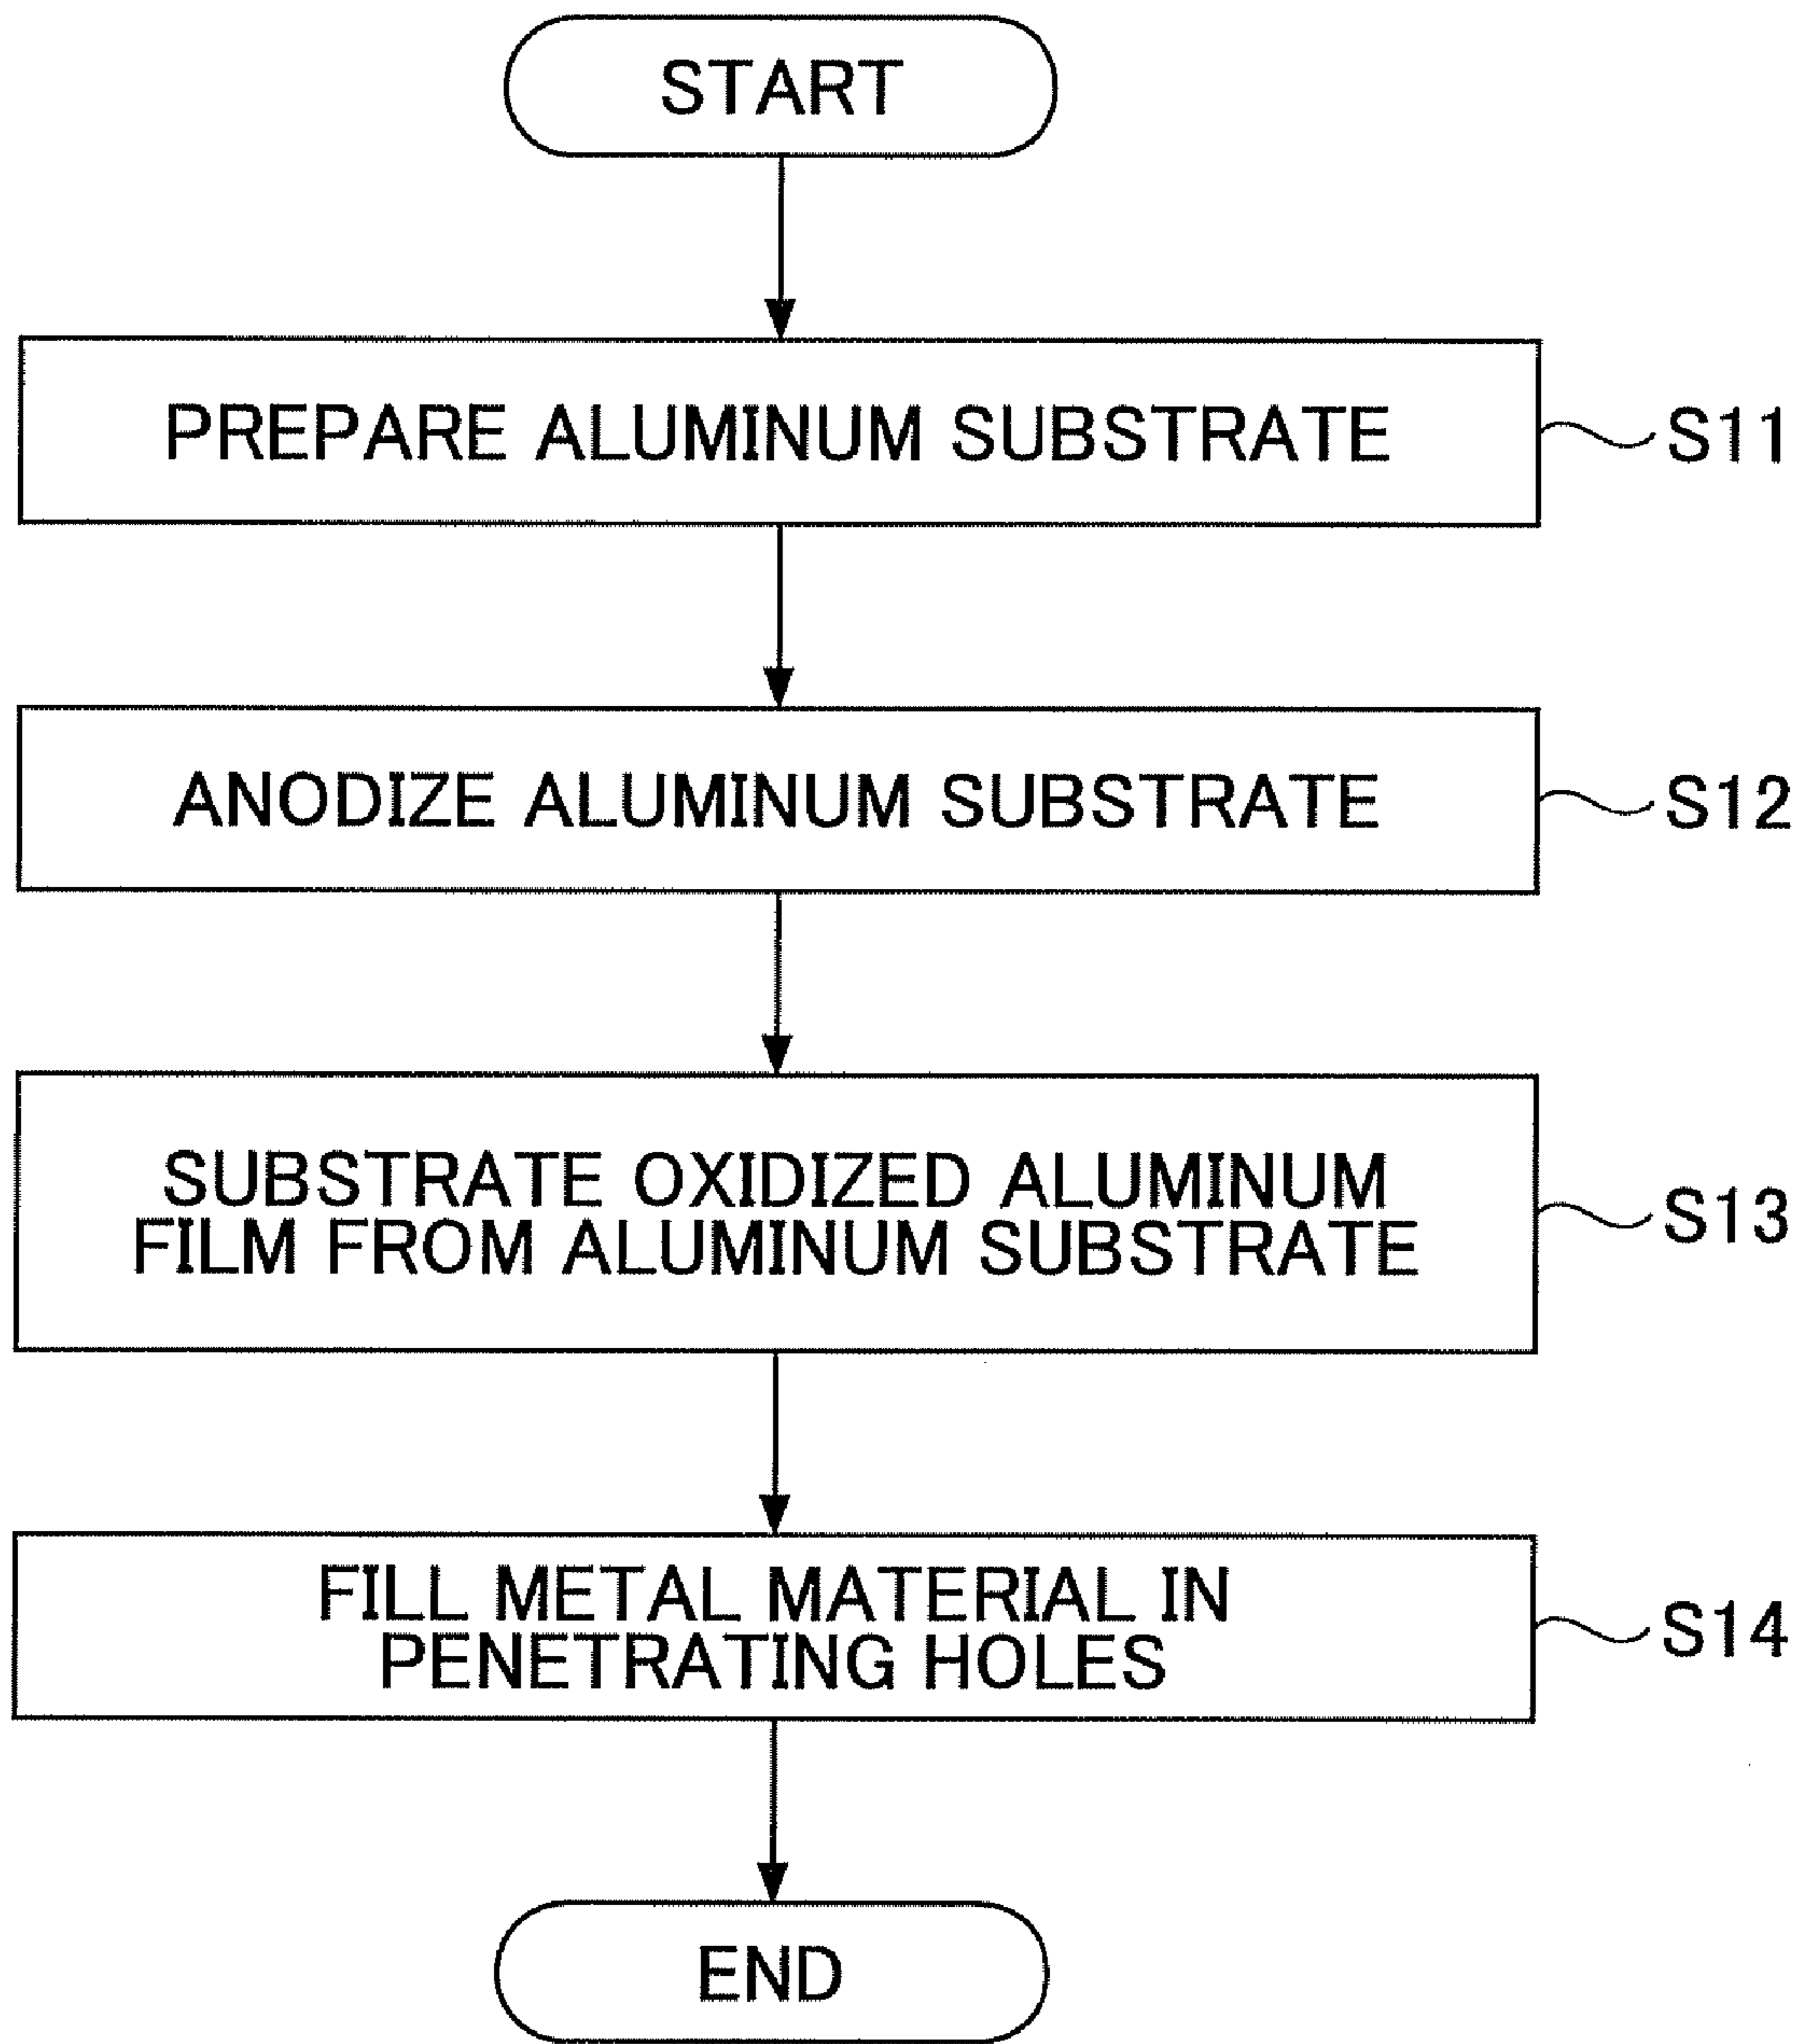 START
PREPARE ALUMINUM SUBSTRATE
S11
ANODIZE ALUMINUM SUBSTRATE
S12
SUBSTRATE OXIDIZED ALUMINUM
FILM FROM ALUMINUM SUBSTRATE
S13
FILL METAL MATERIAL IN
PENETRATING HOLES
S14
END